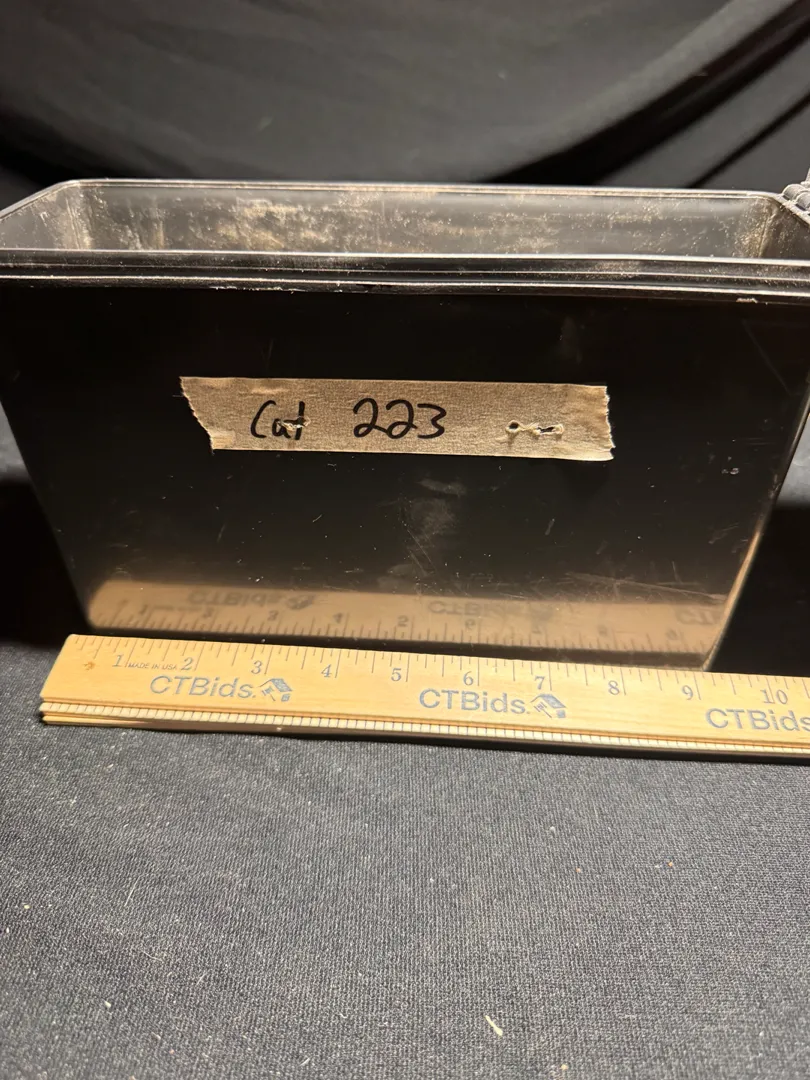 Cat 223
1 MADE IN USA 2 3 4 5 6 7 8 9 10
CTBids. CTBids. CTBids